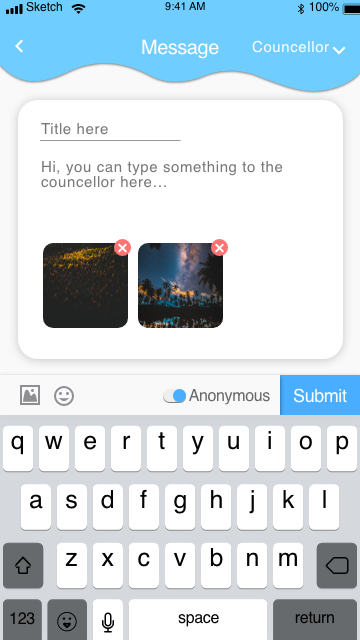 Sketch 9:41 AM 100%
Message Councellor
Title here
Hi, you can type something to the
councellor here...
Anonymous Submit
q w e r t y u i o p
a s d f g h j k l
z x c v b n m
123 space return